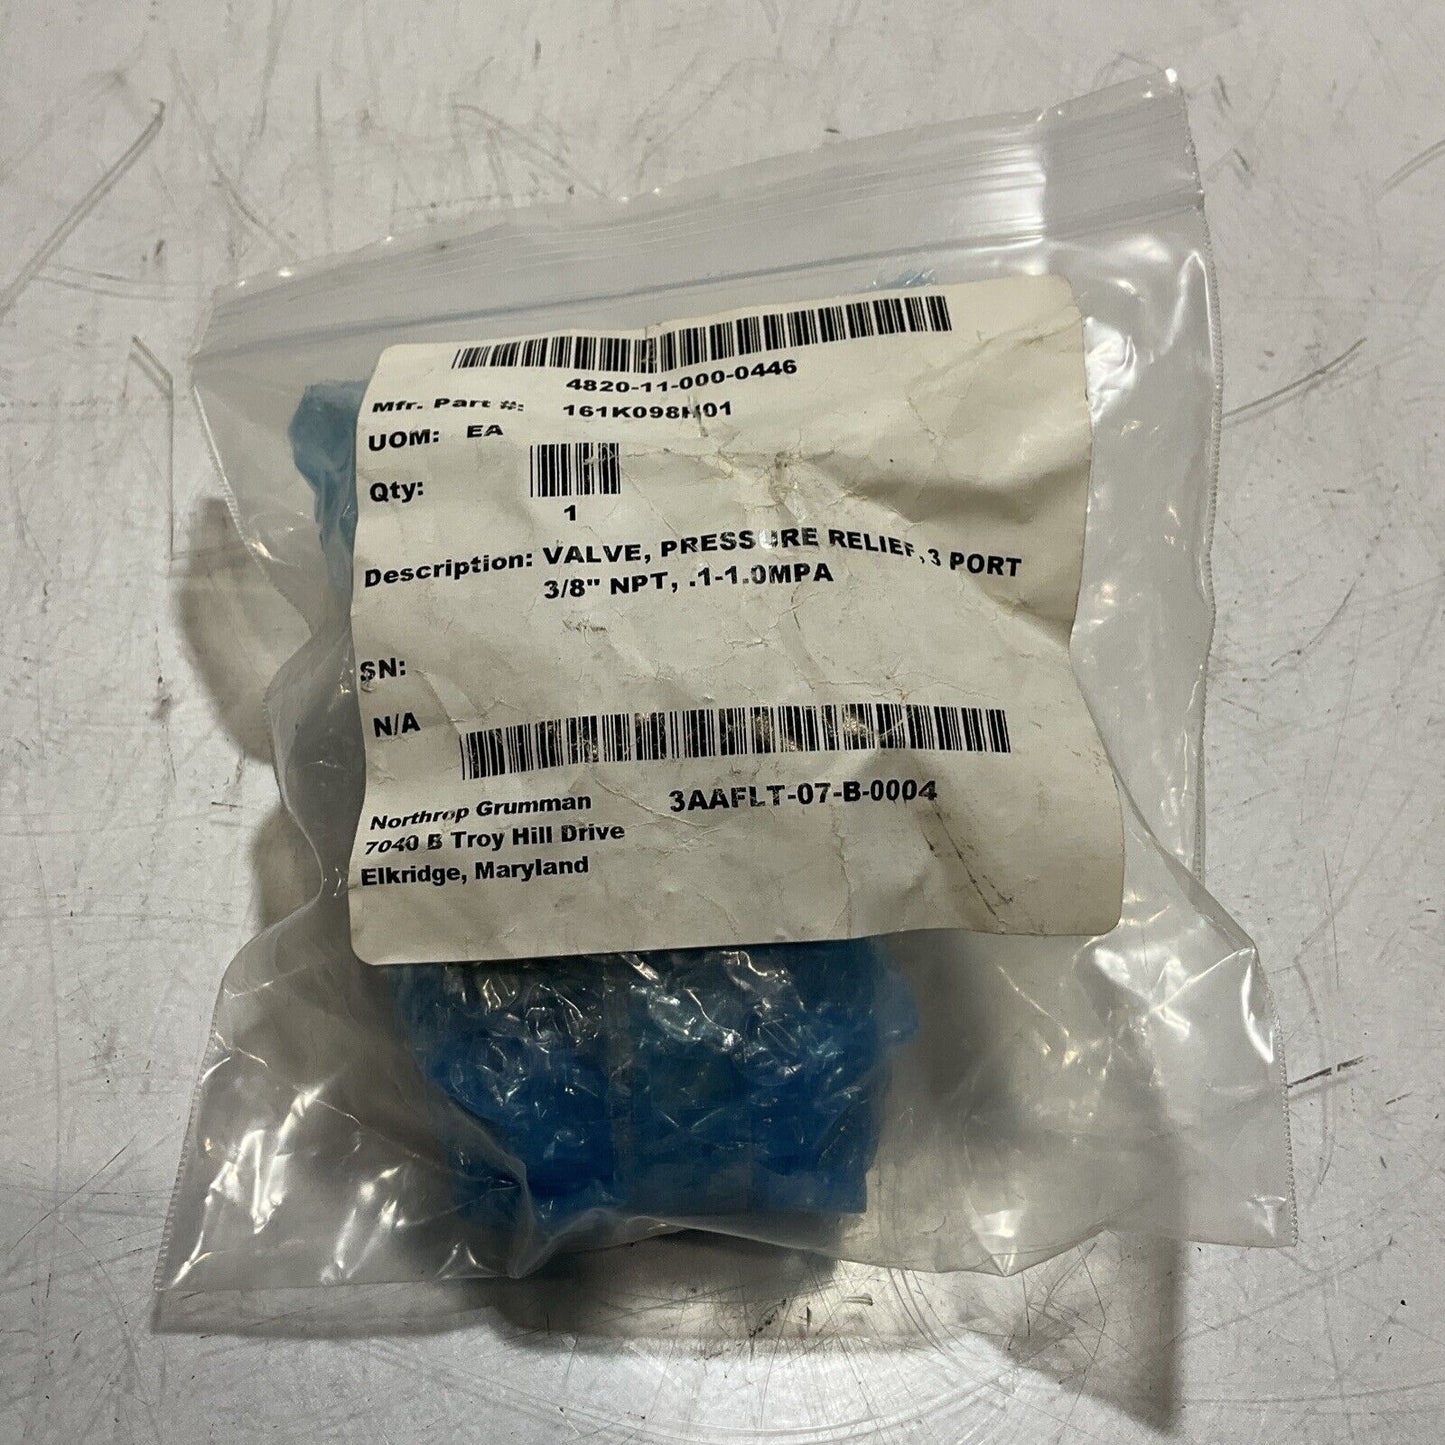 4820-11-000-0446
Mfr. Part #: 161K098H01
UOM: EA
Qty:
1
Description: VALVE, PRESSURE RELIEF,3 PORT
3/8" NPT, .1-1.0MPA
SN:
N/A
3AAFLT-07-B-0004
Northrop Grumman
7040 B Troy Hill Drive
Elkridge, Maryland